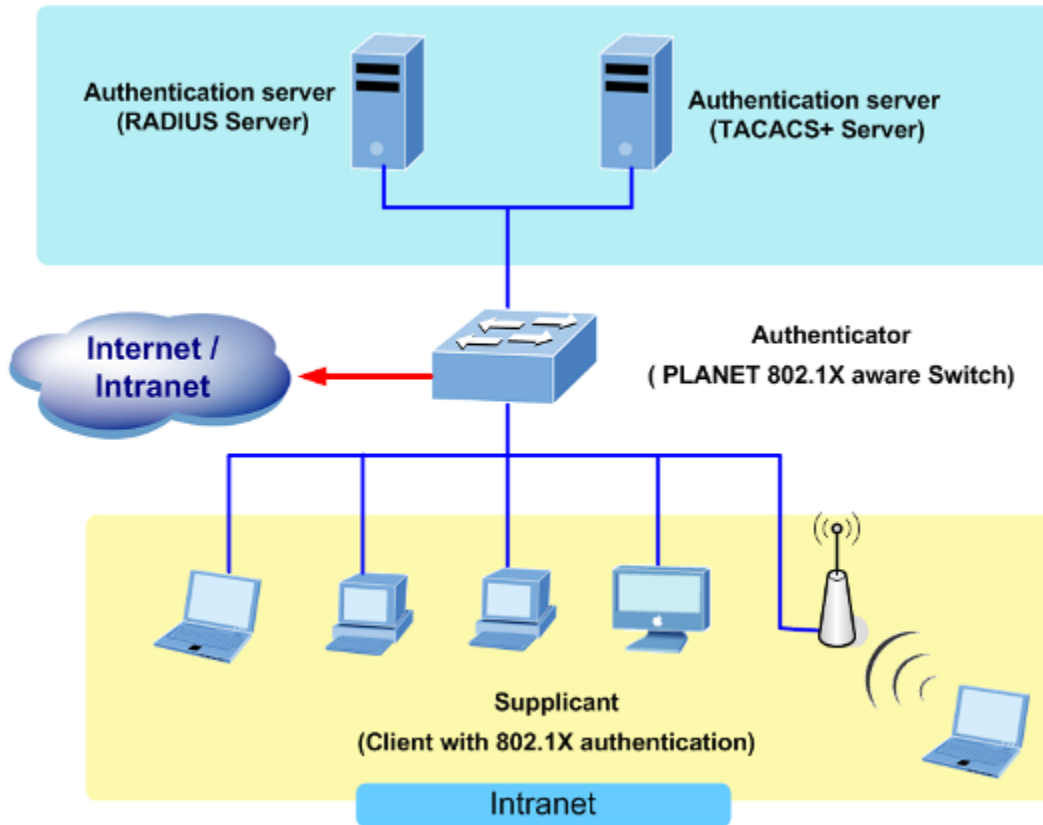 Authentication server
(RADIUS Server)
Authentication server
(TACACS+ Server)
Internet /
Intranet
Authenticator
( PLANET 802.1X aware Switch)
Supplicant
(Client with 802.1X authentication)
Intranet